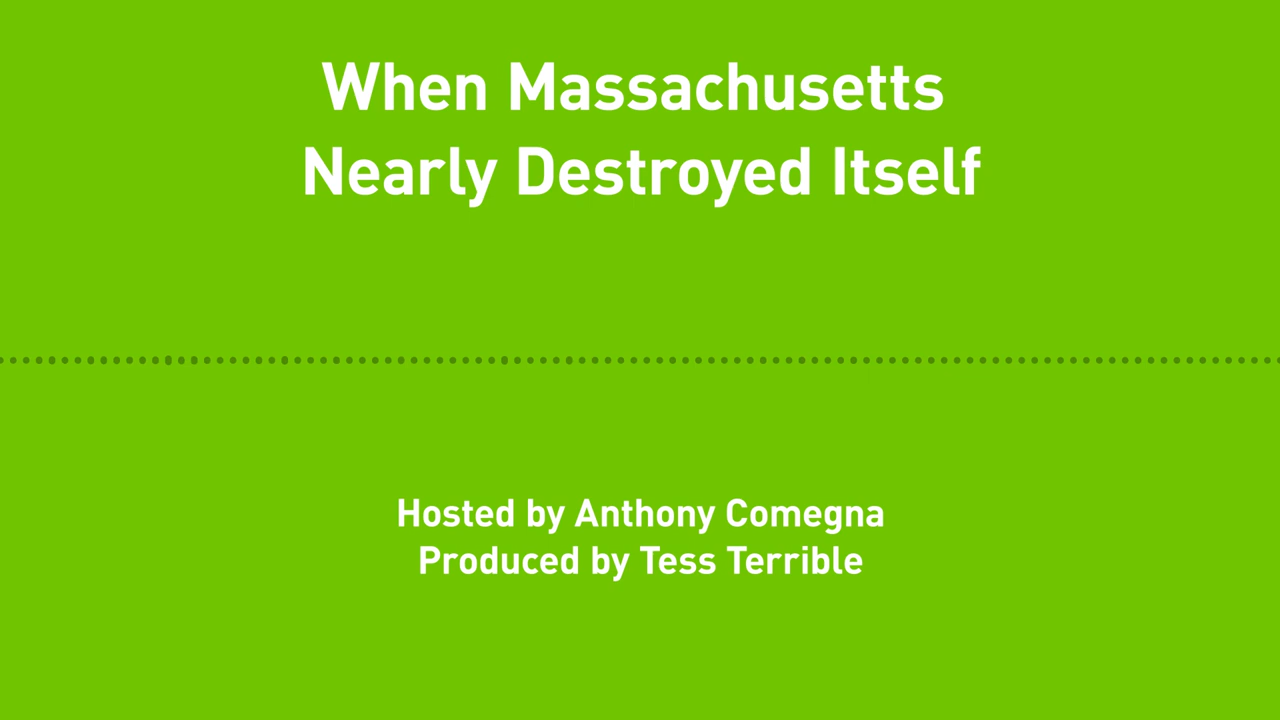 When Massachusetts
Nearly Destroyed Itself
Hosted by Anthony Comegna
Produced by Tess Terrible